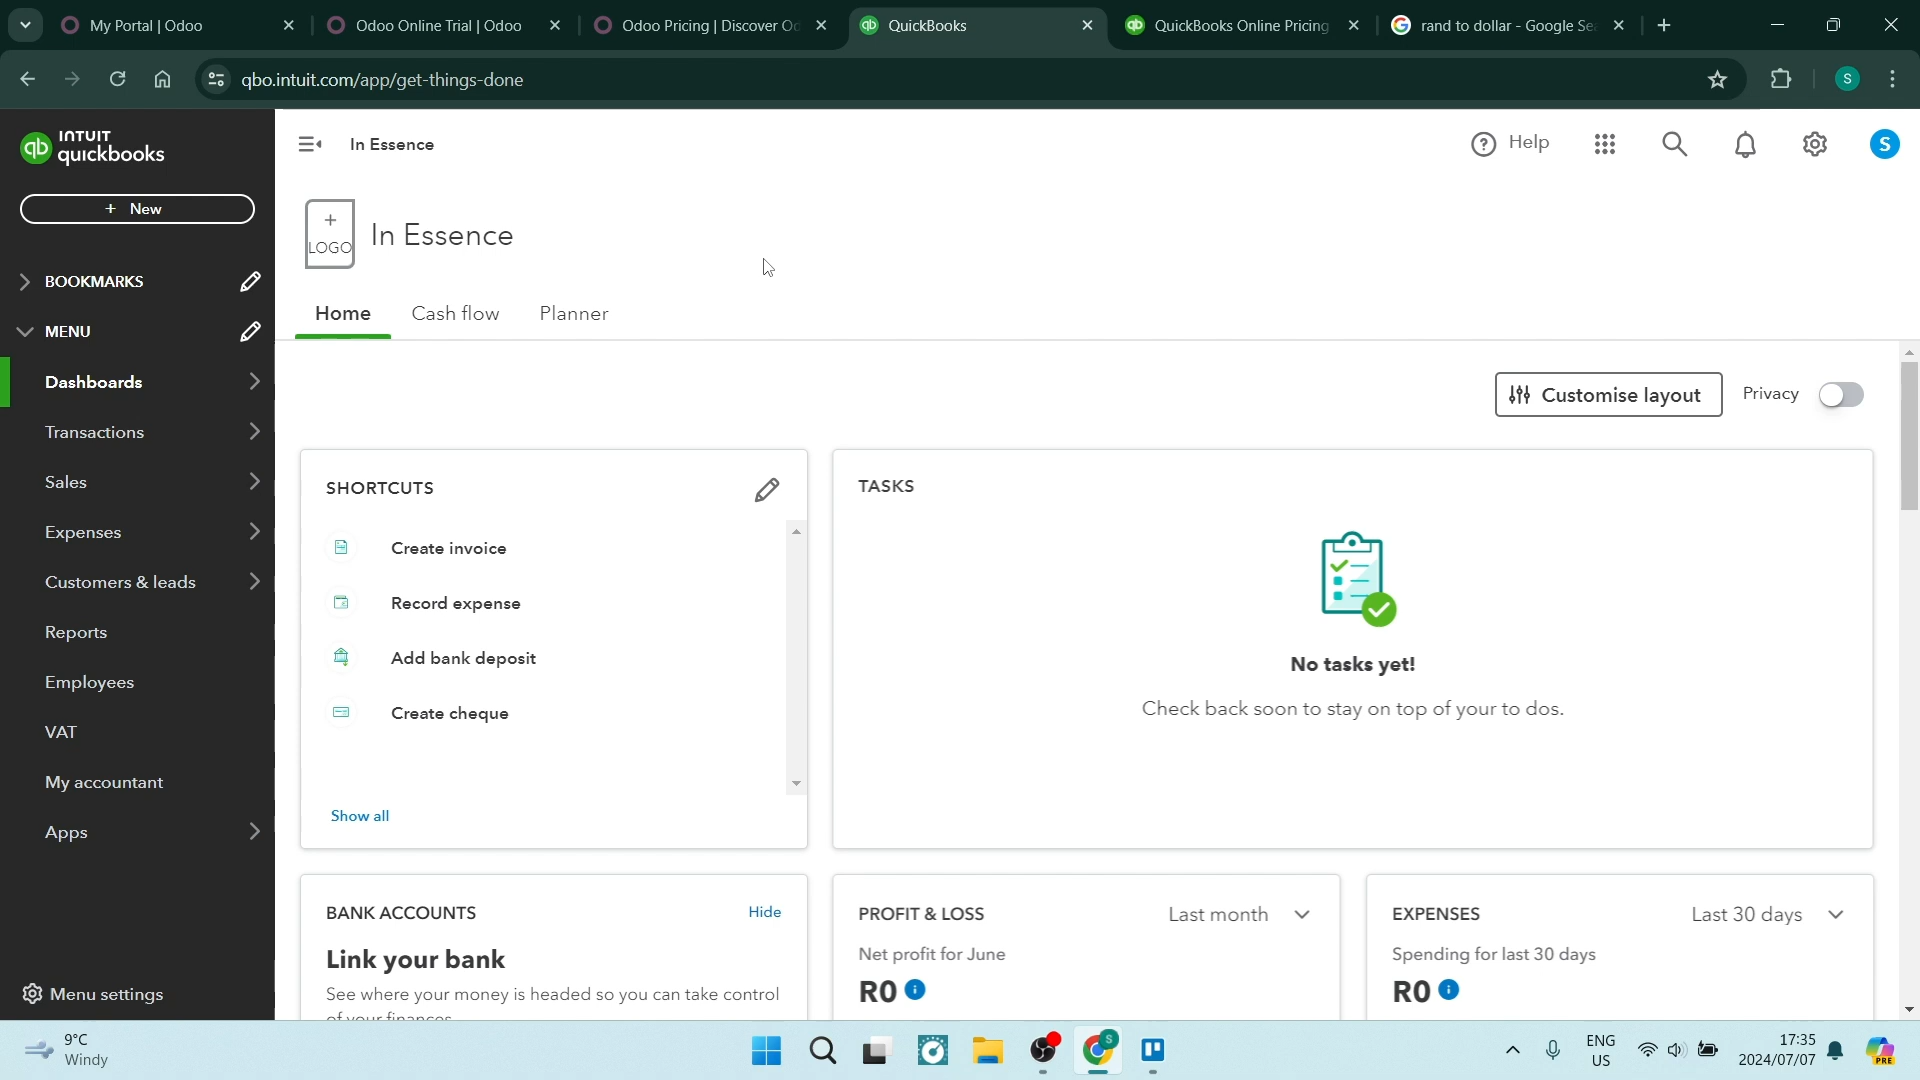 My Portal | Odoo
Odoo Online Trial | Odoo
Odoo Pricing | Discover Oc
QuickBooks
QuickBooks Online Pricing
rand to dollar - Google Se
qbo.intuit.com/app/get-things-done
S
INTUIT
quickbooks
qb
In Essence
Help
S
+ New
+
LOGO
In Essence
BOOKMARKS
Home
Cash flow
Planner
MENU
Dashboards
Customise layout
Privacy
Transactions
Sales
Expenses
Customers & leads
Reports
Employees
VAT
My accountant
Apps
Menu settings
SHORTCUTS
Create invoice
Record expense
Add bank deposit
Create cheque
Show all
TASKS
No tasks yet!
Check back soon to stay on top of your to dos.
BANK ACCOUNTS
Hide
Link your bank
See where your money is headed so you can take control
of your finances
PROFIT & LOSS
Last month
Net profit for June
R0
EXPENSES
Last 30 days
Spending for last 30 days
R0
9°C
Windy
S
ENG
US
17:35
2024/07/07
PRE